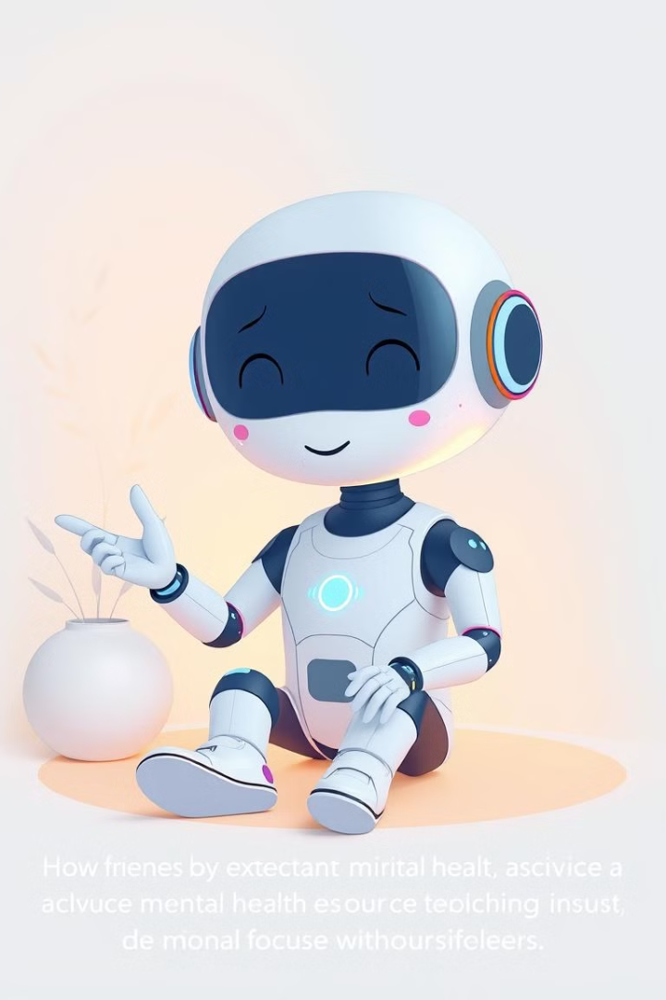 How frienes by extectant mirital healt, ascivice a
aclvuce mental health esource tepiching insust,
de monal focuse withoursifeleers.